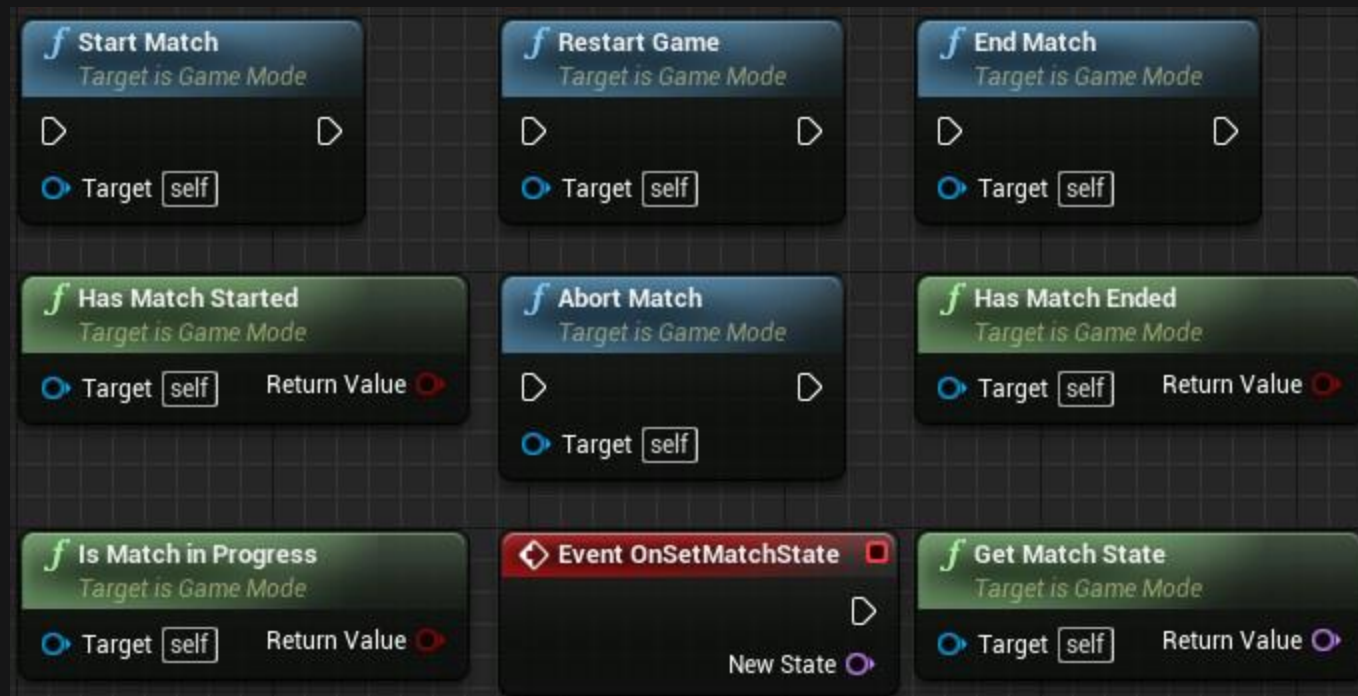 Start Match
Target is Game Mode
Target self
Restart Game
Target is Game Mode
Target self
End Match
Target is Game Mode
Target self
Has Match Started
Target is Game Mode
Target self Return Value
Abort Match
Target is Game Mode
Target self
Has Match Ended
Target is Game Mode
Target self Return Value
Is Match in Progress
Target is Game Mode
Target self Return Value
Event OnSetMatchState
New State
Get Match State
Target is Game Mode
Target self Return Value